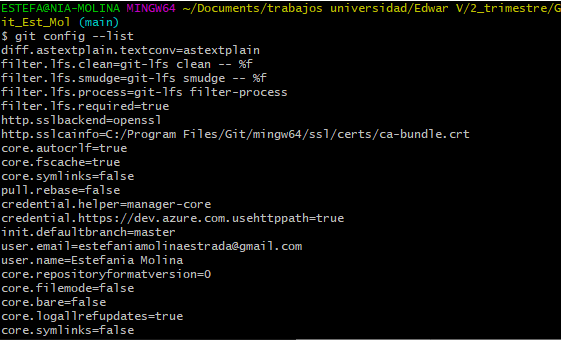 ESTEFA@NIA-MOLINA MINGW64 ~/Documents/trabajos universidad/Edwar V/2_trimestre/G
it_Est_Mol (main)
$ git config --list
diff.astextplain.textconv=astextplain
filter.lfs.clean=git-lfs clean -- %f
filter.lfs.smudge=git-lfs smudge -- %f
filter.lfs.process=git-lfs filter-process
filter.lfs.required=true
http.sslbackend=openssl
http.sslcainfo=C:/Program Files/Git/mingw64/ssl/certs/ca-bundle.crt
core.autocrlf=true
core.fscache=true
core.symlinks=false
pull.rebase=false
credential.helper=manager-core
credential.https://dev.azure.com.usehttppath=true
init.defaultbranch=master
user.email=estefaniamolinaestrada@gmail.com
user.name=Estefania Molina
core.repositoryformatversion=0
core.filemode=false
core.bare=false
core.logallrefupdates=true
core.symlinks=false